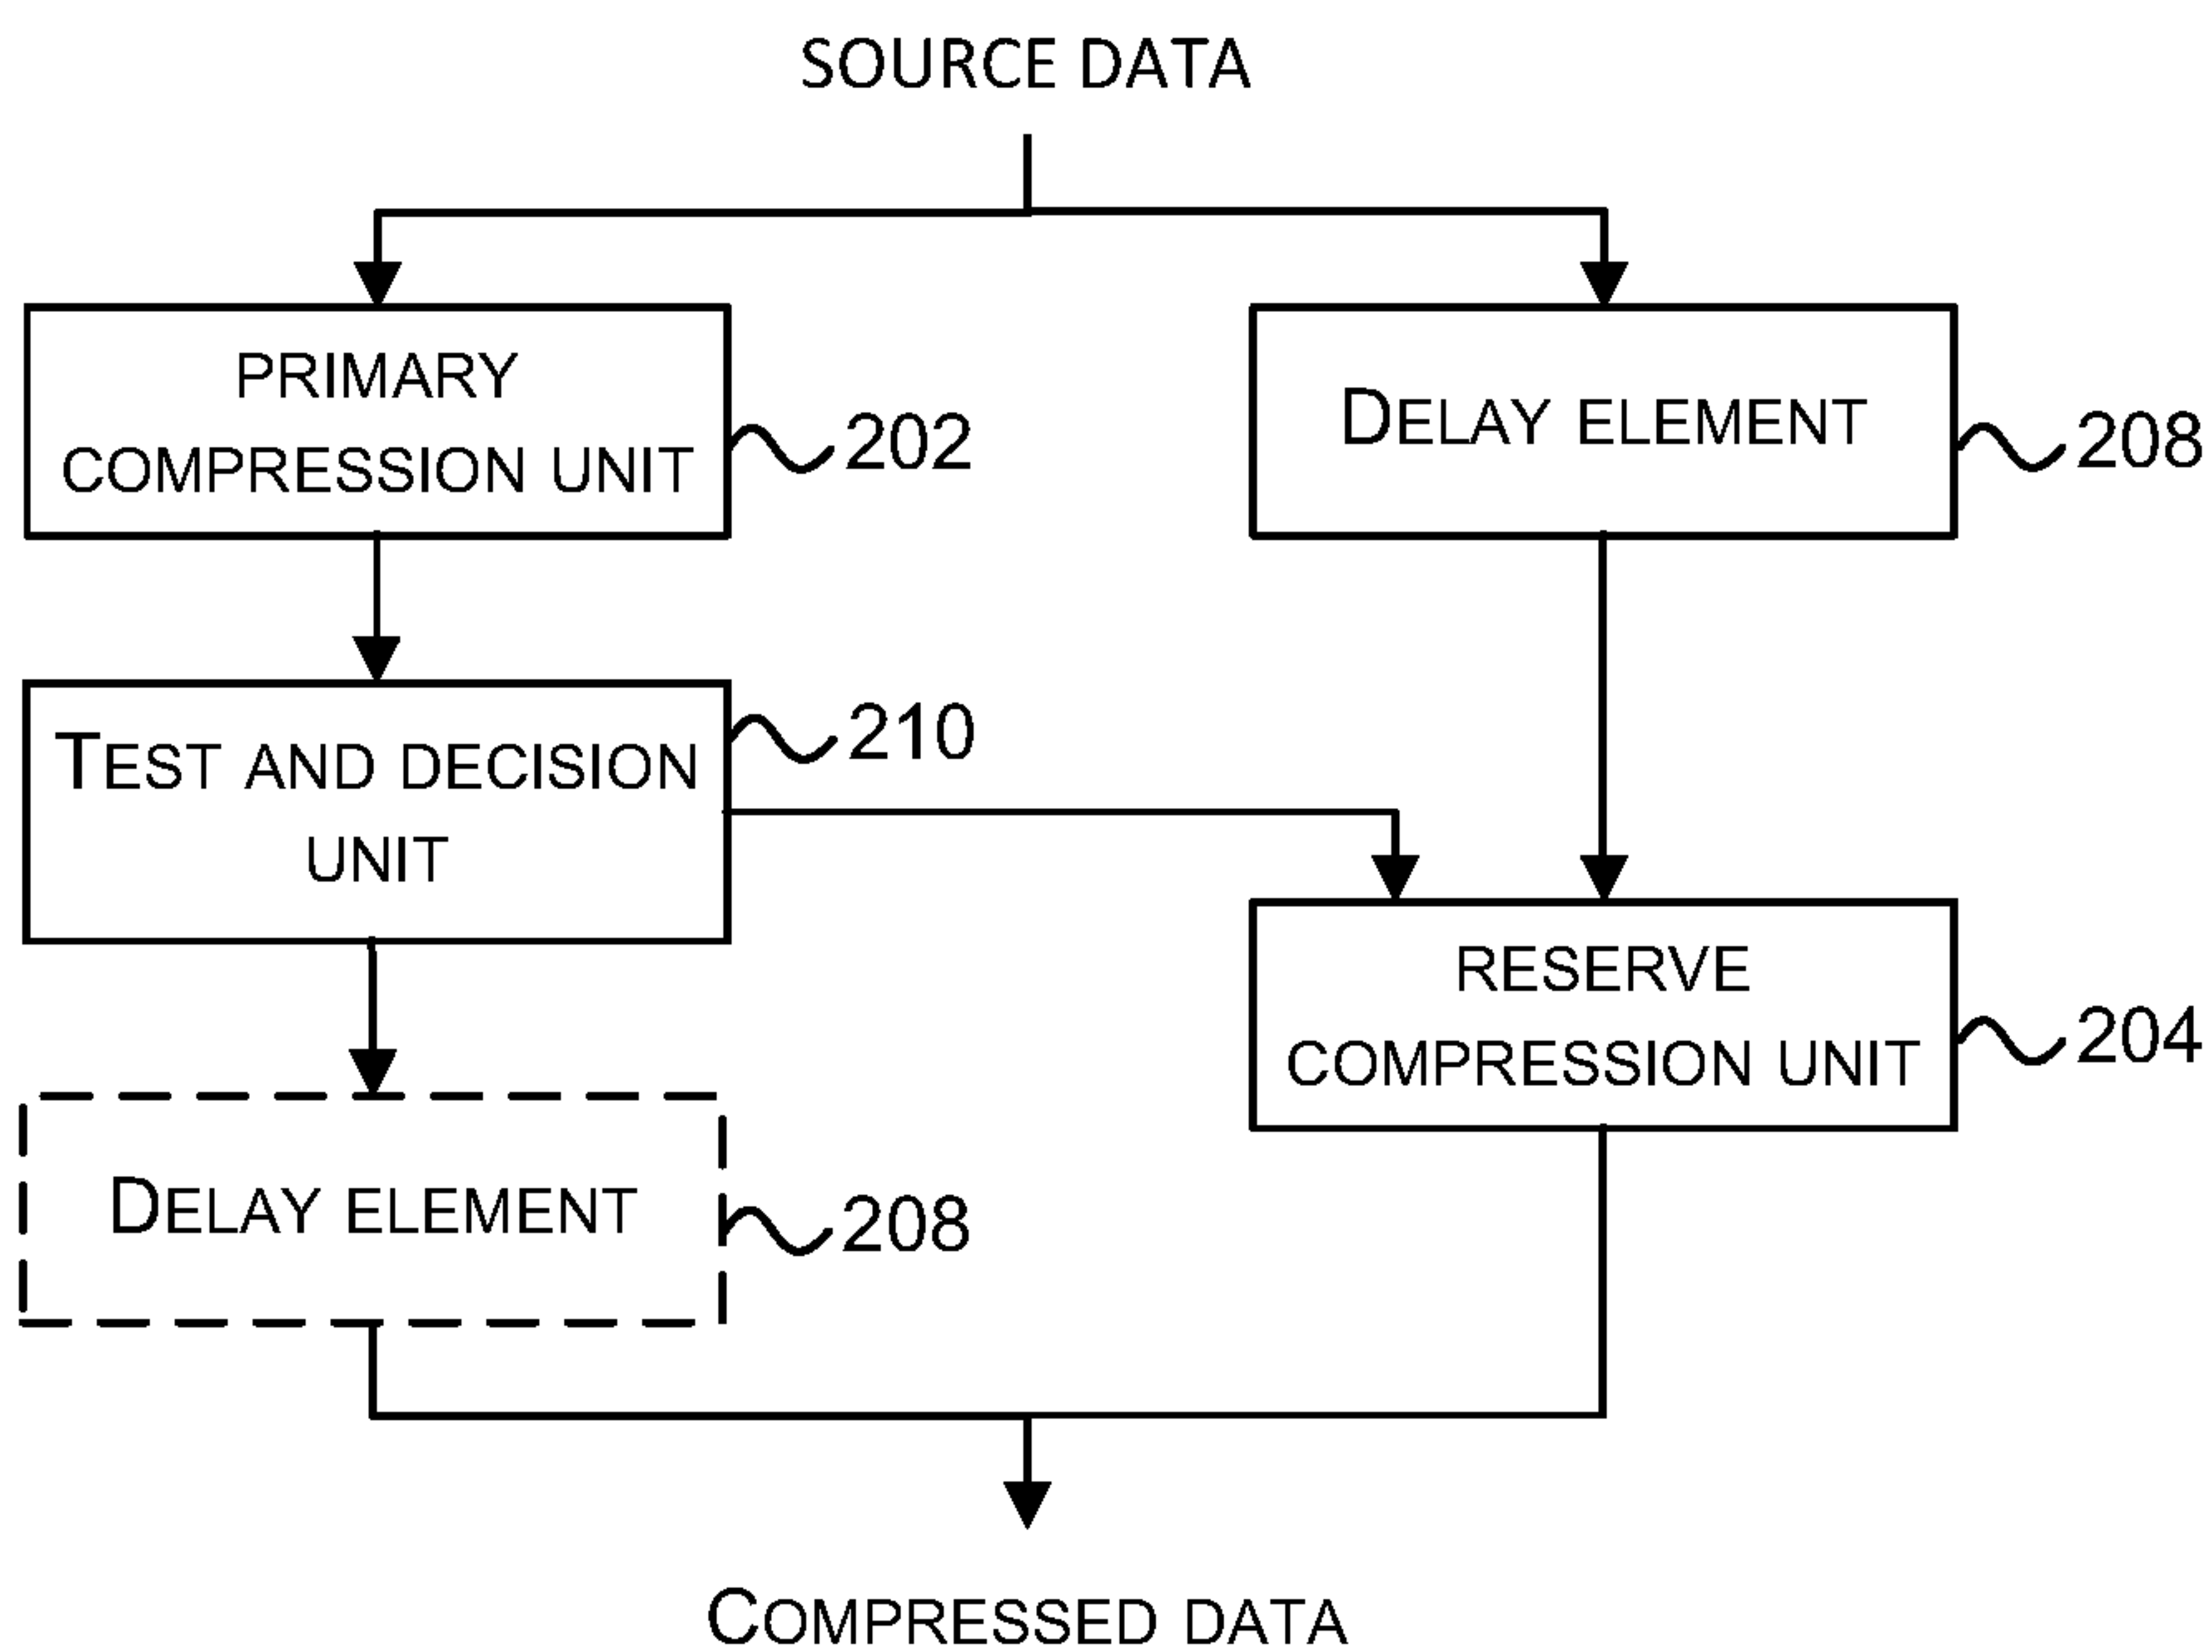 SOURCE DATA
PRIMARY
COMPRESSION UNIT
202
DELAY ELEMENT
208
TEST AND DECISION
UNIT
210
RESERVE
COMPRESSION UNIT
204
DELAY ELEMENT
208
COMPRESSED DATA